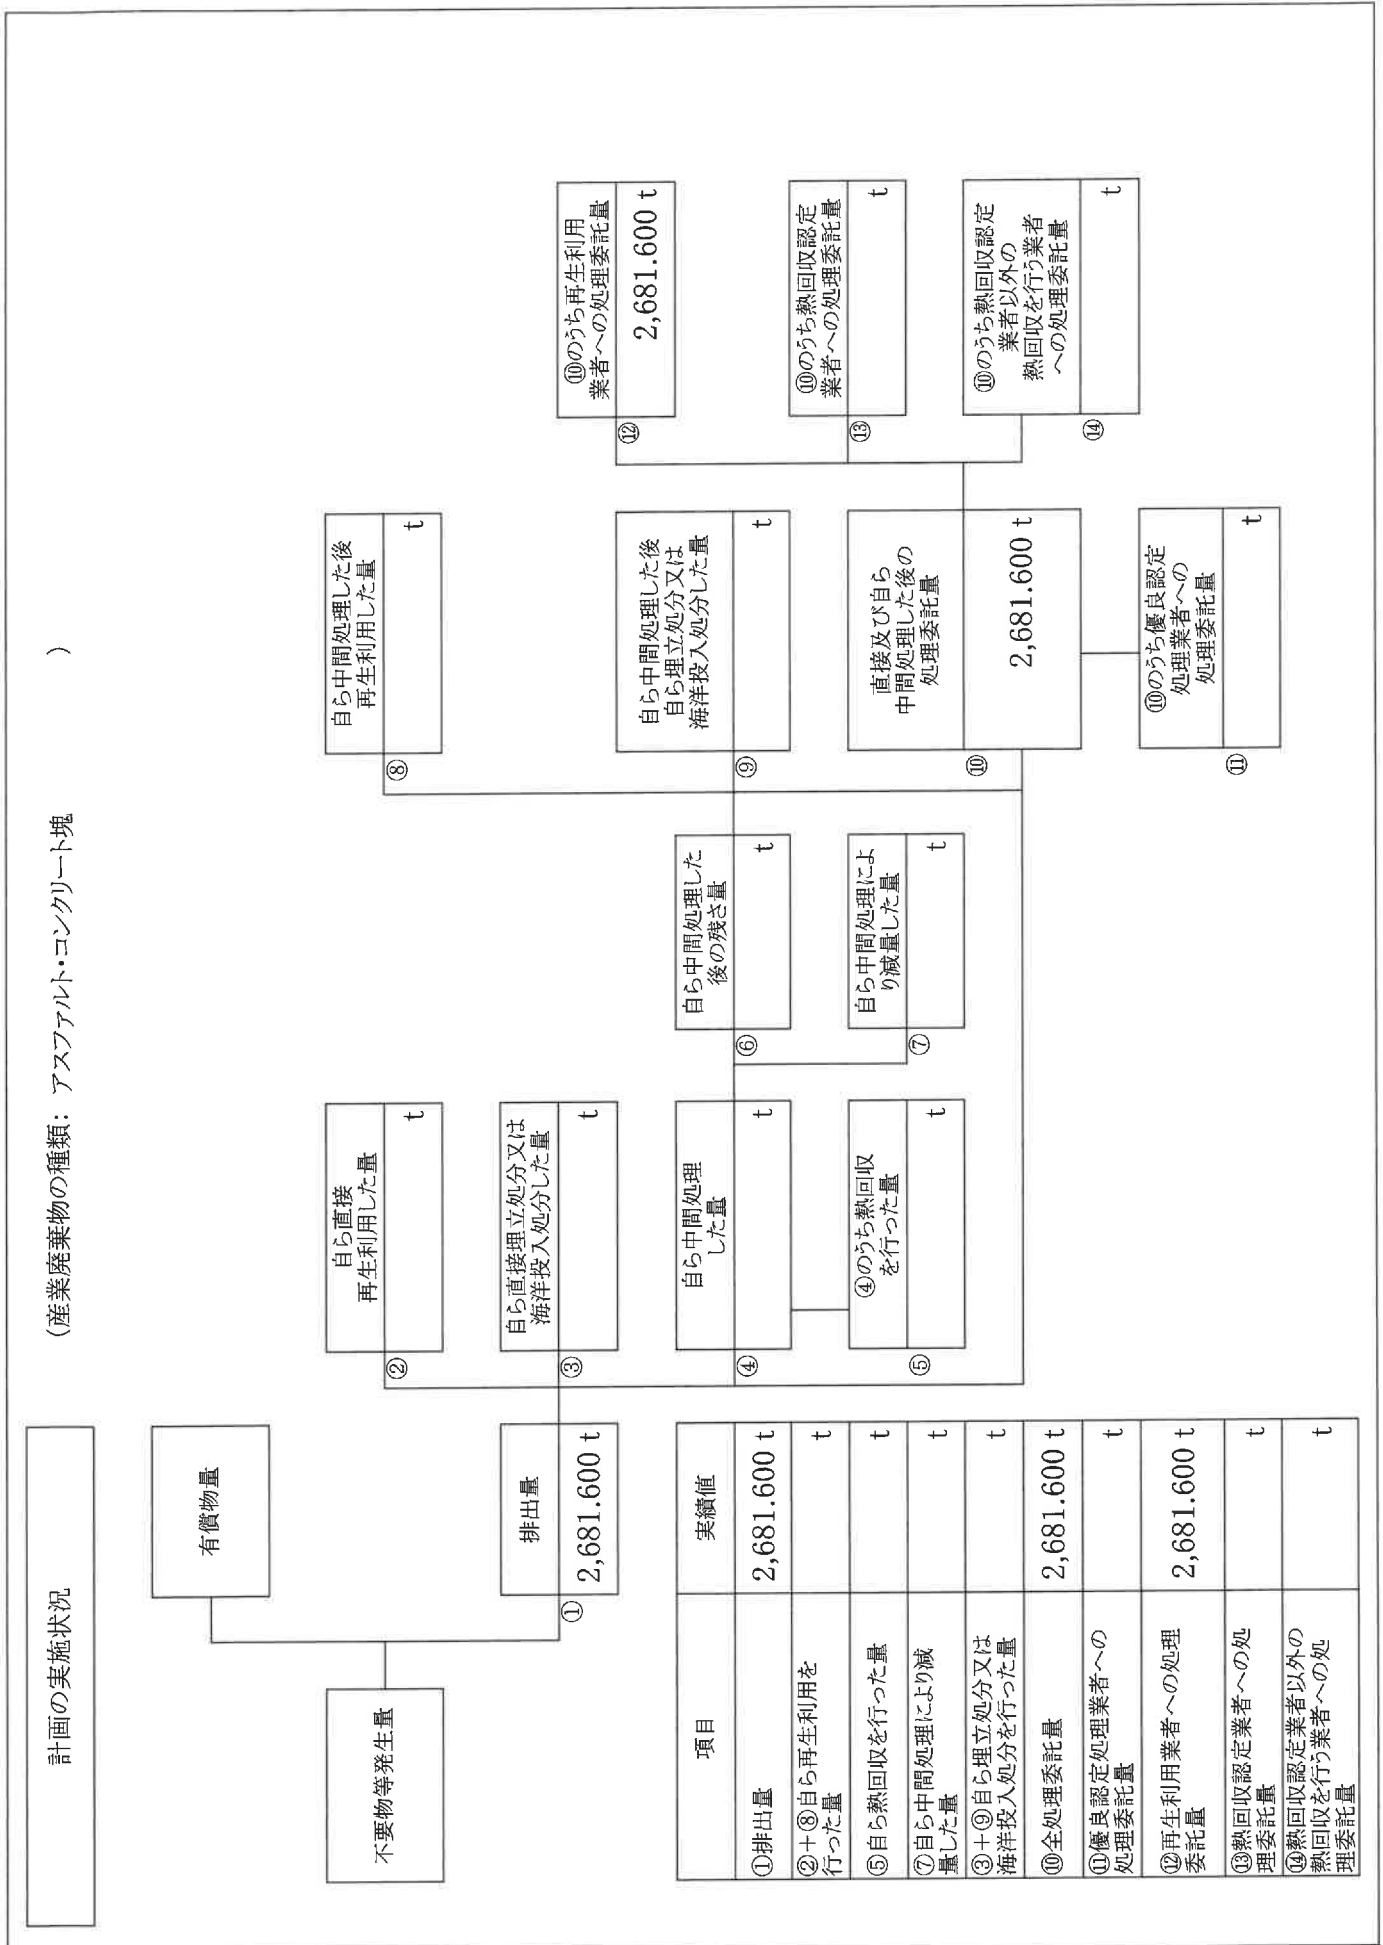 計画の実施状況
(産業廃棄物の種類: アスファルト・コンクリート塊 )
有償物量
不要物等発生量
排出量
①
2,681.600 t
自ら直接
再生利用した量
②
t
自ら直接埋立処分又は
海洋投入処分した量
③
t
自ら中間処理
した量
④
t
④のうち熱回収
を行った量
⑤
t
自ら中間処理した
後の残さ量
⑥
t
自ら中間処理によ
り減量した量
⑦
t
自ら中間処理した後
再生利用した量
⑧
t
自ら中間処理した後
自ら埋立処分又は
海洋投入処分した量
⑨
t
直接及び自ら
中間処理した後の
処理委託量
⑩
2,681.600 t
⑩のうち優良認定
処理業者への
処理委託量
⑪
t
⑩のうち再生利用
業者への処理委託量
⑫
2,681.600 t
⑩のうち熱回収認定
業者への処理委託量
⑬
t
⑩のうち熱回収認定
業者以外の
熱回収を行う業者
への処理委託量
⑭
t
項目 実績値
①排出量 2,681.600 t
②+⑧自ら再生利用を
行った量 t
⑤自ら熱回収を行った量 t
⑦自ら中間処理により減
量した量 t
③+⑨自ら埋立処分又は
海洋投入処分を行った量 t
⑩全処理委託量 2,681.600 t
⑪優良認定処理業者への
処理委託量 t
⑫再生利用業者への処理
委託量 2,681.600 t
⑬熱回収認定業者への処
理委託量 t
⑭熱回収認定業者以外の
熱回収を行う業者への処
理委託量 t